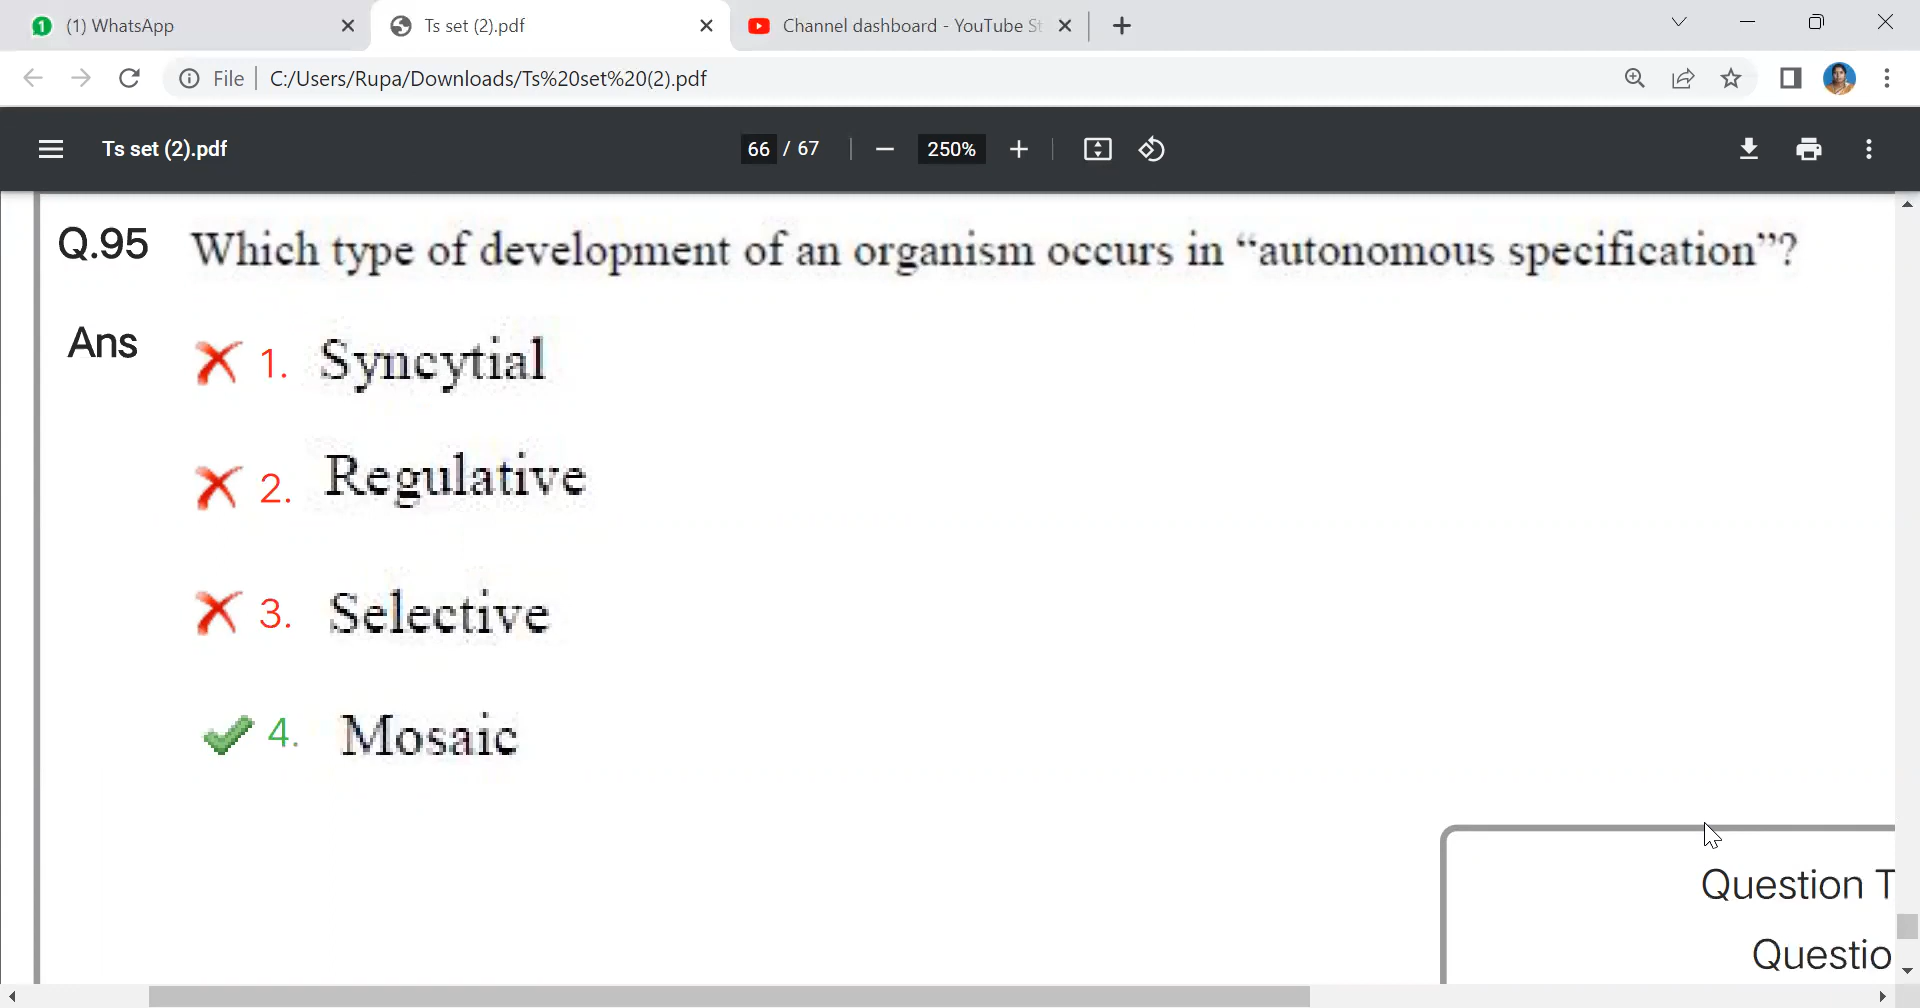 (1) WhatsApp
Ts set (2).pdf
Channel dashboard - YouTube St
File
C:/Users/Rupa/Downloads/Ts%20set%20(2).pdf
Ts set (2).pdf
66 / 67
250%
Q.95 Which type of development of an organism occurs in “autonomous specification”?
Ans
1. Syncytial
2. Regulative
3. Selective
4. Mosaic
Question T
Questio